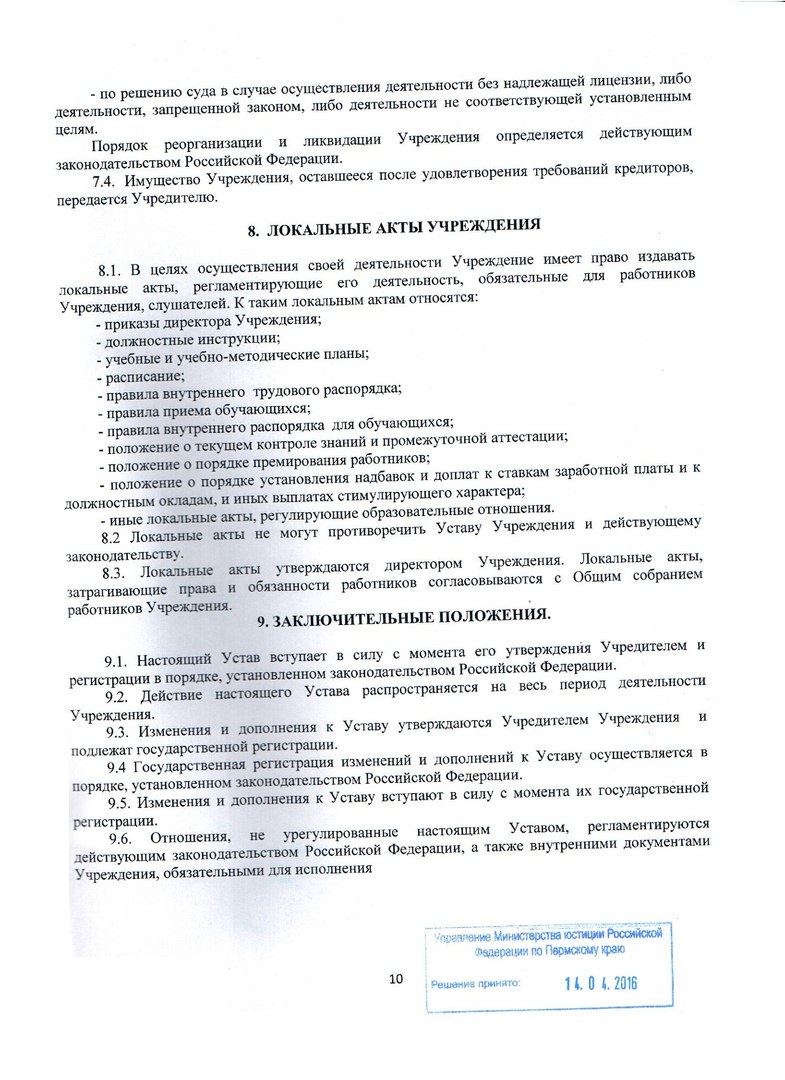 - по решению суда в случае осуществления деятельности без надлежащей лицензии, либо
деятельности, запрещенной законом, либо деятельности не соответствующей установленным
целям.
Порядок реорганизации и ликвидации Учреждения определяется действующим
законодательством Российской Федерации.
7.4. Имущество Учреждения, оставшееся после удовлетворения требований кредиторов,
передается Учредителю.
8. ЛОКАЛЬНЫЕ АКТЫ УЧРЕЖДЕНИЯ
8.1. В целях осуществления своей деятельности Учреждение имеет право издавать
локальные акты, регламентирующие его деятельность, обязательные для работников
Учреждения, слушателей. К таким локальным актам относятся:
- приказы директора Учреждения;
- должностные инструкции;
- учебные и учебно-методические планы;
- расписание;
- правила внутреннего трудового распорядка;
- правила приема обучающихся;
- правила внутреннего распорядка для обучающихся;
- положение о текущем контроле знаний и промежуточной аттестации;
- положение о порядке премирования работников;
- положение о порядке установления надбавок и доплат к ставкам заработной платы и к
должностным окладам, и иных выплатах стимулирующего характера;
- иные локальные акты, регулирующие образовательные отношения.
8.2 Локальные акты не могут противоречить Уставу Учреждения и действующему
законодательству.
8.3. Локальные акты утверждаются директором Учреждения. Локальные акты,
затрагивающие права и обязанности работников согласовываются с Общим собранием
работников Учреждения.
9. ЗАКЛЮЧИТЕЛЬНЫЕ ПОЛОЖЕНИЯ.
9.1. Настоящий Устав вступает в силу с момента его утверждения Учредителем и
регистрации в порядке, установленном законодательством Российской Федерации.
9.2. Действие настоящего Устава распространяется на весь период деятельности
Учреждения.
9.3. Изменения и дополнения к Уставу утверждаются Учредителем Учреждения и
подлежат государственной регистрации.
9.4 Государственная регистрация изменений и дополнений к Уставу осуществляется в
порядке, установленном законодательством Российской Федерации.
9.5. Изменения и дополнения к Уставу вступают в силу с момента их государственной
регистрации.
9.6. Отношения, не урегулированные настоящим Уставом, регламентируются
действующим законодательством Российской Федерации, а также внутренними документами
Учреждения, обязательными для исполнения
Управление Министерства юстиции Российской
Федерации по Пермскому краю
Решение принято: 14.04.2016
10